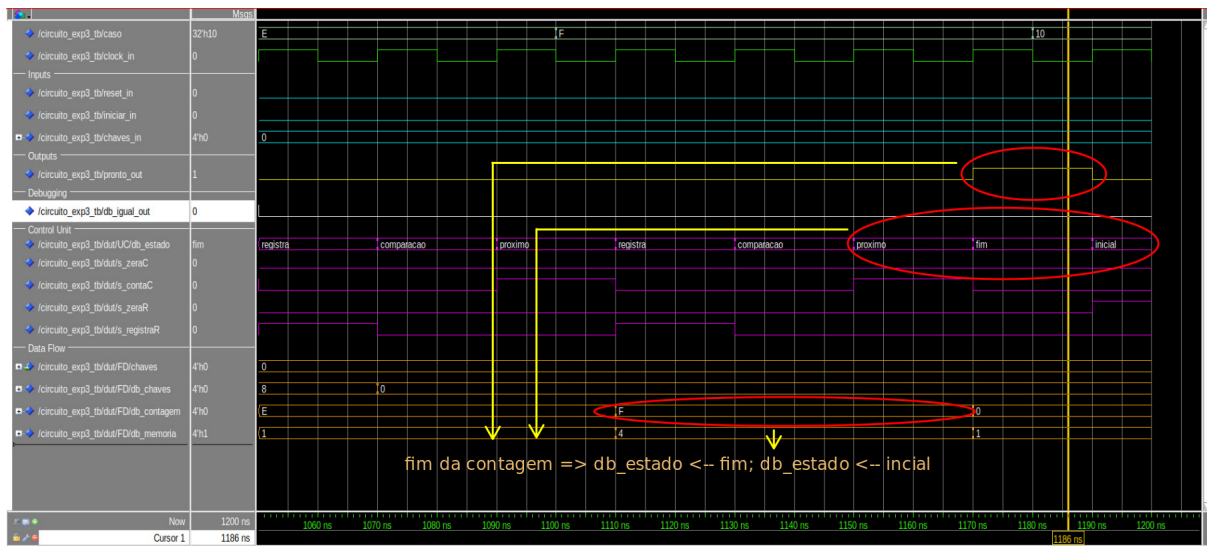 Msgs
/circuito_exp3_tb/caso 32'h10 E F 10
/circuito_exp3_tb/clock_in 0
Inputs
/circuito_exp3_tb/reset_in 0
/circuito_exp3_tb/iniciar_in 0
/circuito_exp3_tb/chaves_in 4'h0 0
Outputs
/circuito_exp3_tb/pronto_out 1
Debugging
/circuito_exp3_tb/db_igual_out 0
Control Unit
/circuito_exp3_tb/dut/UC/db_estado fim registra comparacao proximo registra comparacao proximo fim inicial
/circuito_exp3_tb/dut/s_zeraC 0
/circuito_exp3_tb/dut/s_contaC 0
/circuito_exp3_tb/dut/s_zeraR 0
/circuito_exp3_tb/dut/s_registraR 0
Data Flow
/circuito_exp3_tb/dut/FD/chaves 4'h0 0
/circuito_exp3_tb/dut/FD/db_chaves 4'h0 8 0
/circuito_exp3_tb/dut/FD/db_contagem 4'h0 E F 0
/circuito_exp3_tb/dut/FD/db_memoria 4'h1 1 4 1
fim da contagem => db_estado <-- fim; db_estado <-- incial
Now 1200 ns 1060 ns 1070 ns 1080 ns 1090 ns 1100 ns 1110 ns 1120 ns 1130 ns 1140 ns 1150 ns 1160 ns 1170 ns 1180 ns 1190 ns 1200 ns
Cursor 1 1186 ns 1186 ns